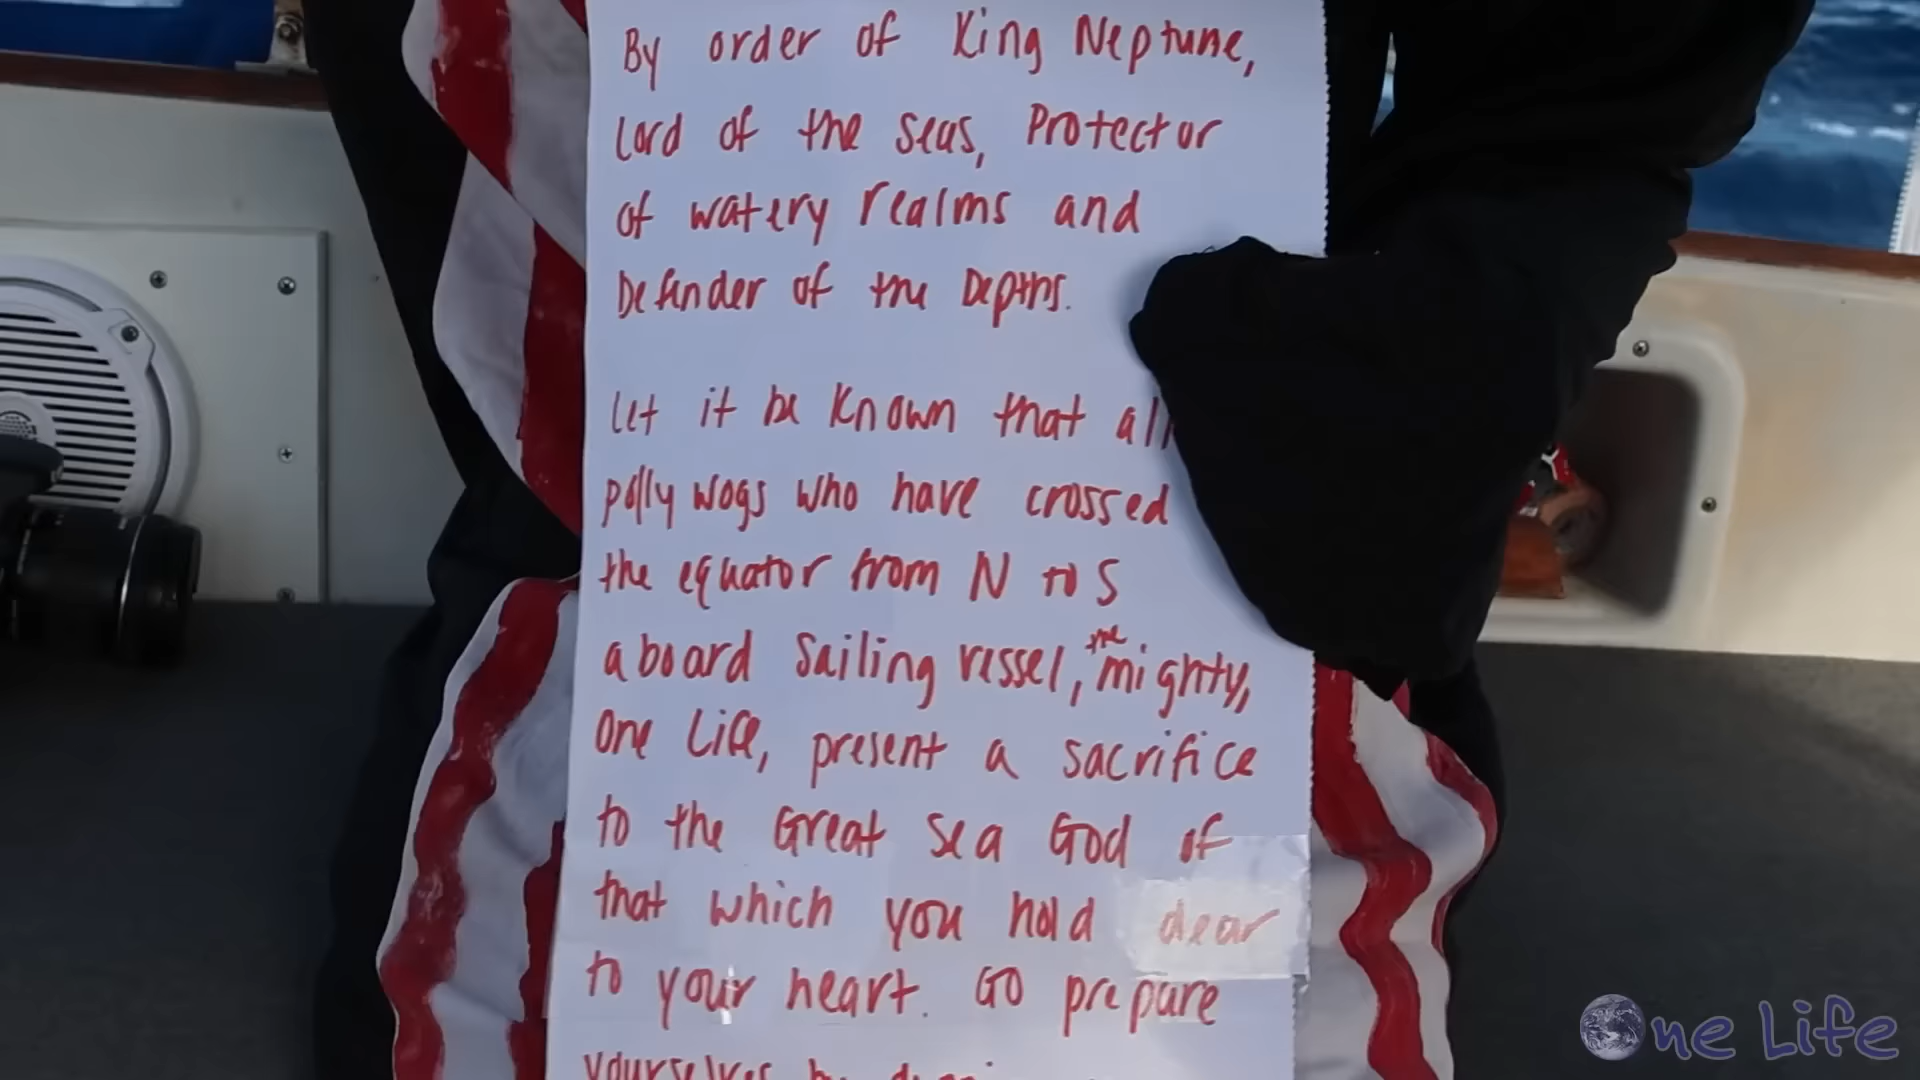 By order of King Neptune,
Lord of the seas, Protector
of watery realms and
Defender of the Depths.
Let it be known that all
pollywogs who have crossed
the equator from N to S
aboard sailing vessel, the mighty,
One Life, present a sacrifice
to the Great Sea God of
that which you hold dear
to your heart. Go prepare
yourselves by
One Life